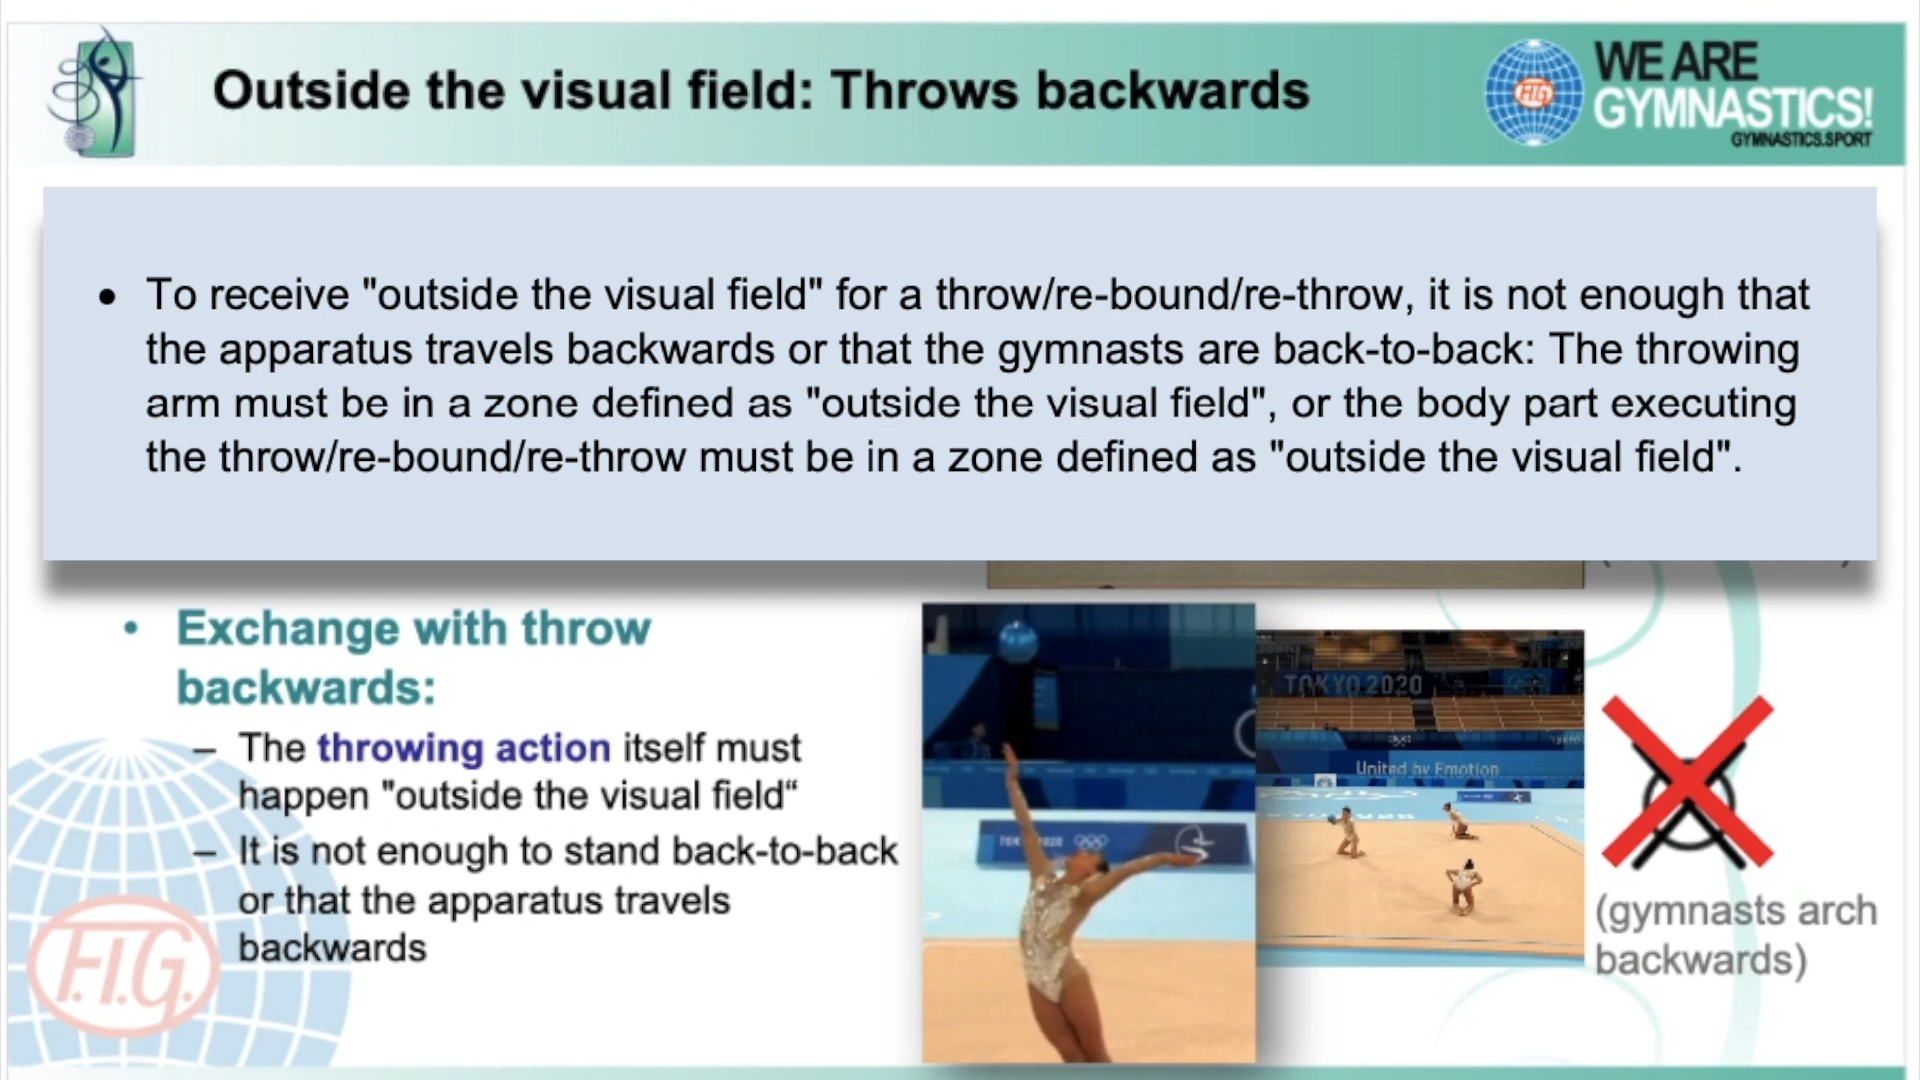 Outside the visual field: Throws backwards
F.I.G.
WE ARE
GYMNASTICS!
GYMNASTICS.SPORT
• To receive "outside the visual field" for a throw/re-bound/re-throw, it is not enough that
the apparatus travels backwards or that the gymnasts are back-to-back: The throwing
arm must be in a zone defined as "outside the visual field", or the body part executing
the throw/re-bound/re-throw must be in a zone defined as "outside the visual field".
• Exchange with throw
backwards:
– The throwing action itself must
happen "outside the visual field“
– It is not enough to stand back-to-back
or that the apparatus travels
backwards
TOKYO 2020
United by Emotion
(gymnasts arch
backwards)
F.I.G.